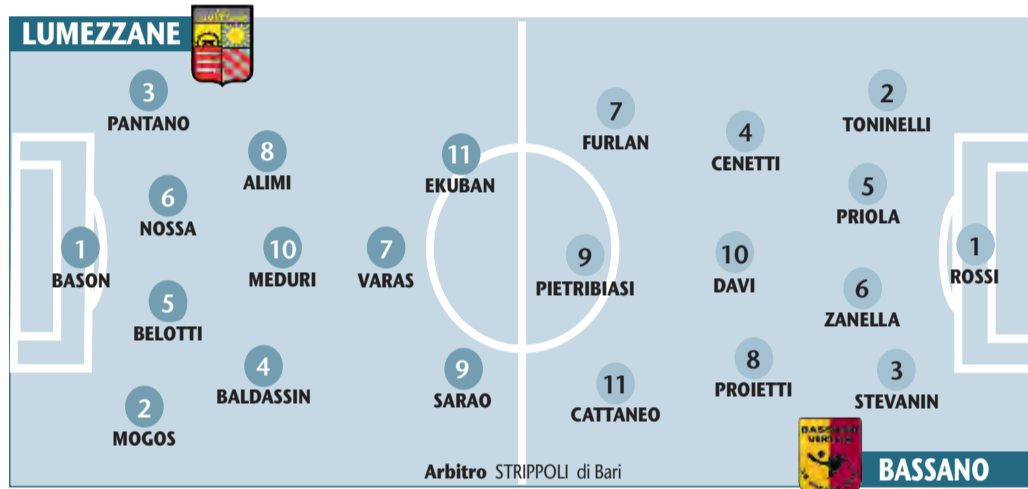 LUMEZZANE
3
PANTANO
8
ALIMI
11
EKUBAN
6
NOSSA
1
BASON
10
MEDURI
7
VARAS
5
BELOTTI
4
BALDASSIN
9
SARAO
2
MOGOS
7
FURLAN
4
CENETTI
2
TONINELLI
5
PRIOLA
9
PIETRIBIASI
10
DAVI
1
ROSSI
6
ZANELLA
11
CATTANEO
8
PROIETTI
3
STEVANIN
Arbitro STRIPPOLI di Bari
BASSANO
VIRTUS
BASSANO